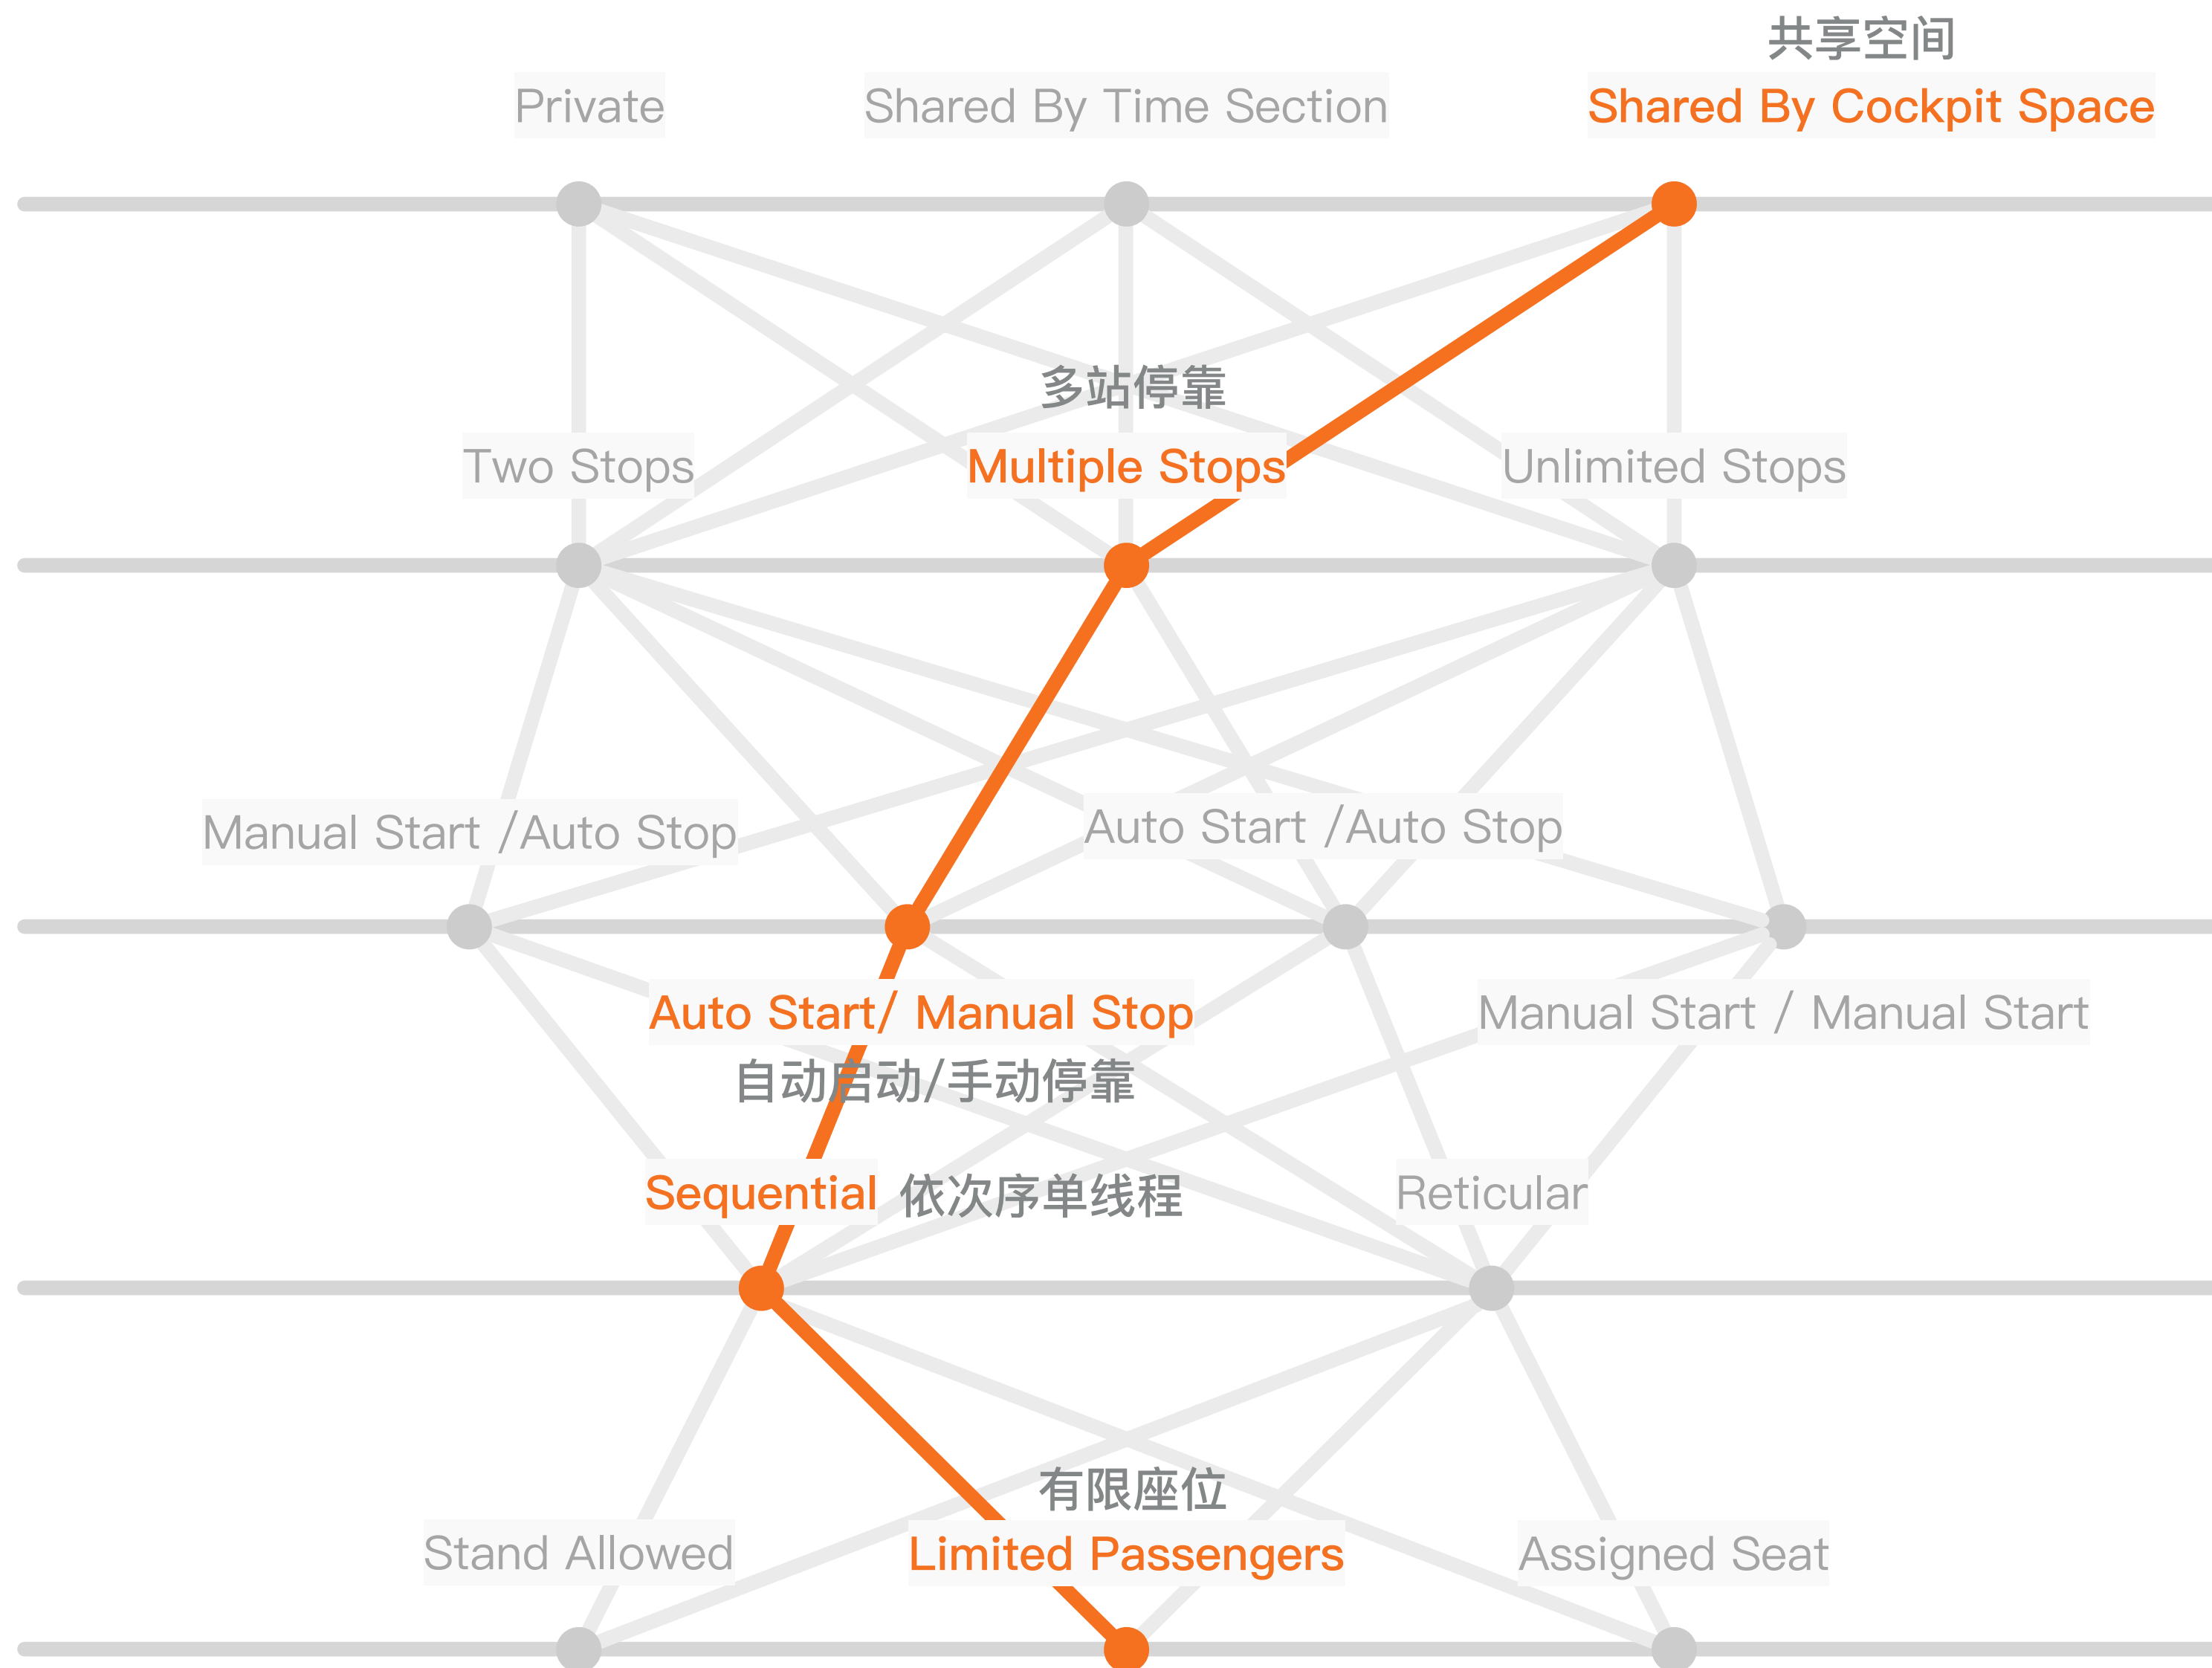 共享空间
Private
Shared By Time Section
Shared By Cockpit Space
多站停靠
Two Stops
Multiple Stops
Unlimited Stops
Manual Start /Auto Stop
Auto Start /Auto Stop
Auto Start/ Manual Stop
Manual Start / Manual Start
自动启动/手动停靠
Sequential 依次序单线程
Reticular
有限座位
Stand Allowed
Limited Passengers
Assigned Seat